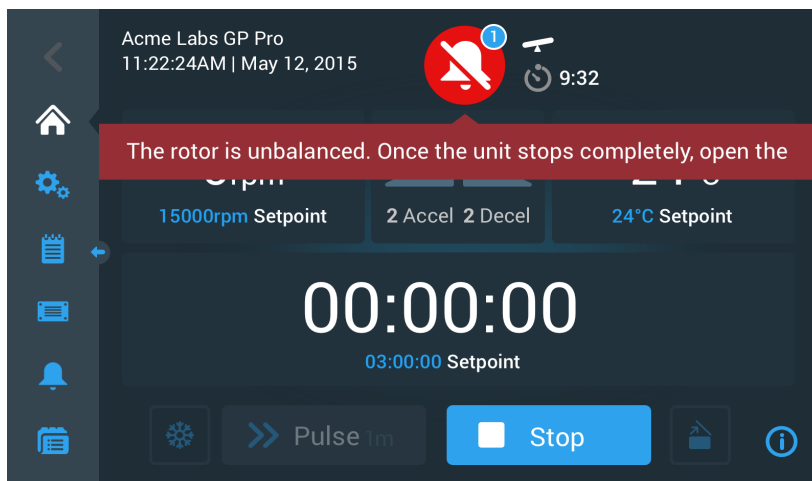 Acme Labs GP Pro
11:22:24AM | May 12, 2015
1
9:32
The rotor is unbalanced. Once the unit stops completely, open the
rpm
15000rpm Setpoint
2 Accel 2 Decel
24°C Setpoint
00:00:00
03:00:00 Setpoint
Pulse 1m
Stop